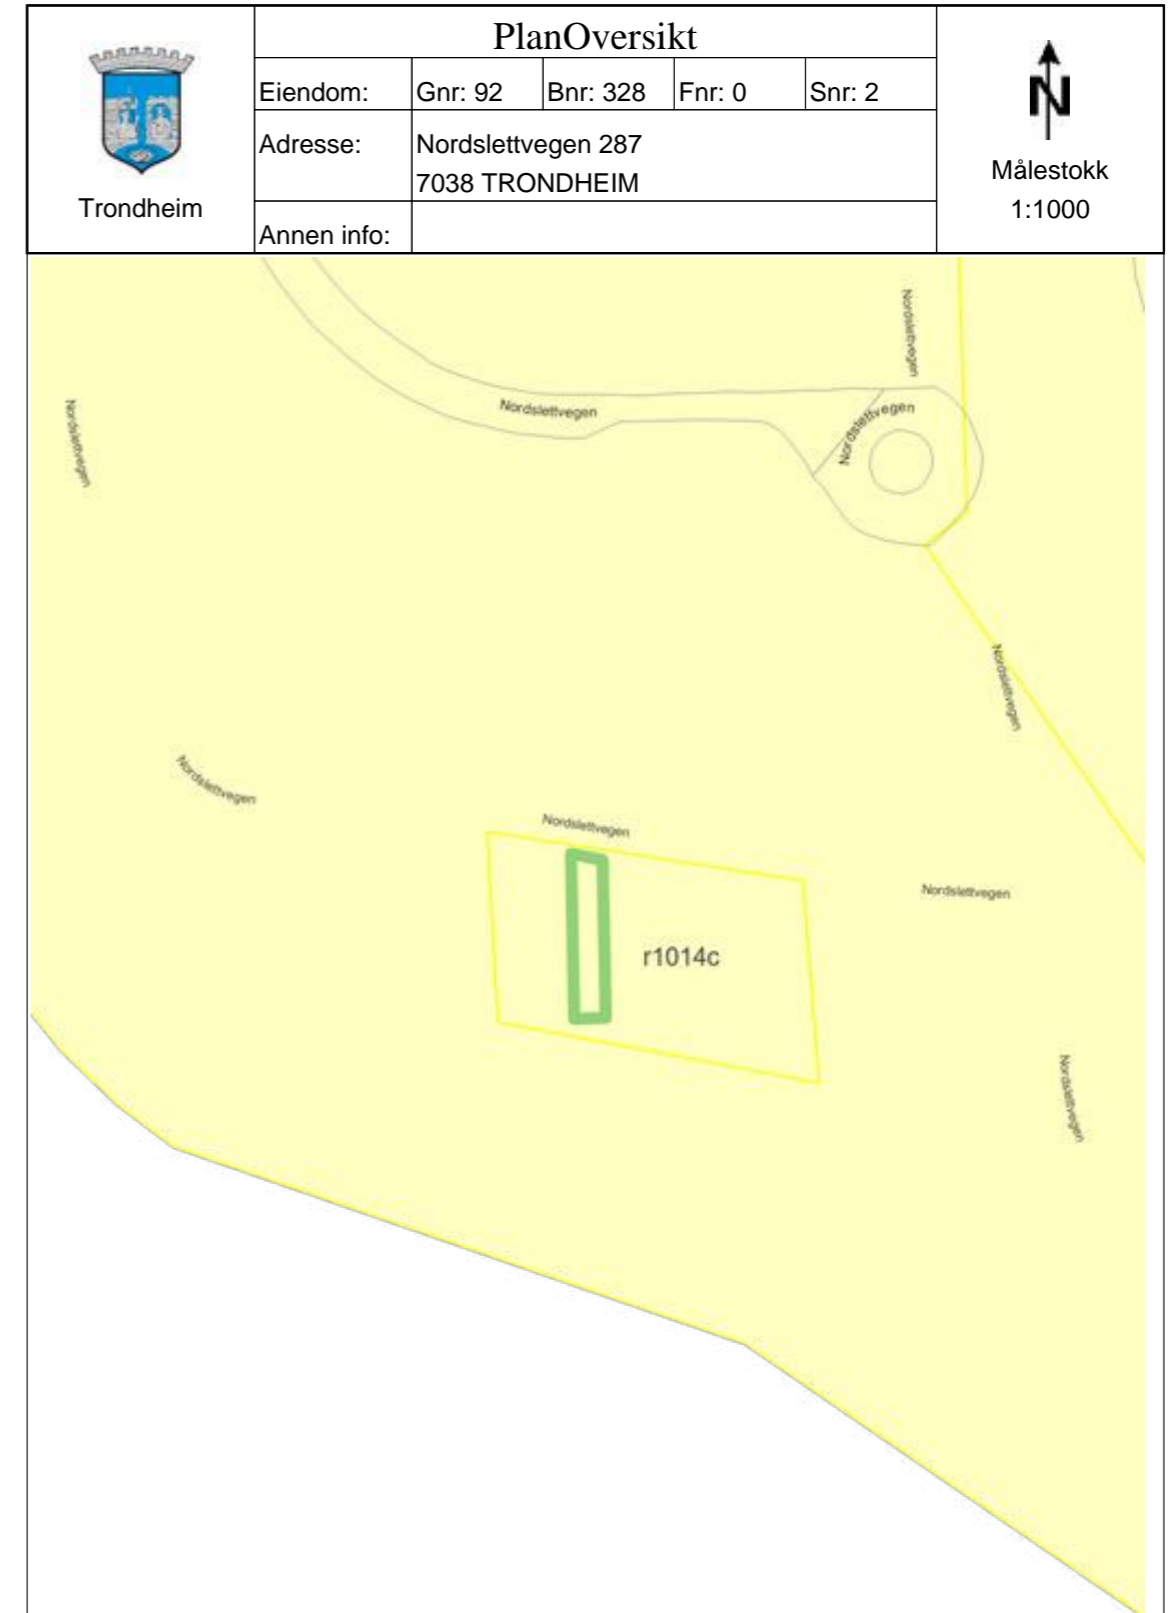 PlanOversikt
Eiendom: Gnr: 92 Bnr: 328 Fnr: 0 Snr: 2
Adresse: Nordslettvegen 287
7038 TRONDHEIM
Annen info:
Trondheim
N
Målestokk
1:1000
Nordslettvegen
Nordslettvegen
Nordslettvegen
Nordslettvegen
Nordslettvegen
Nordslettvegen
Nordslettvegen
Nordslettvegen
r1014c
Nordslettvegen